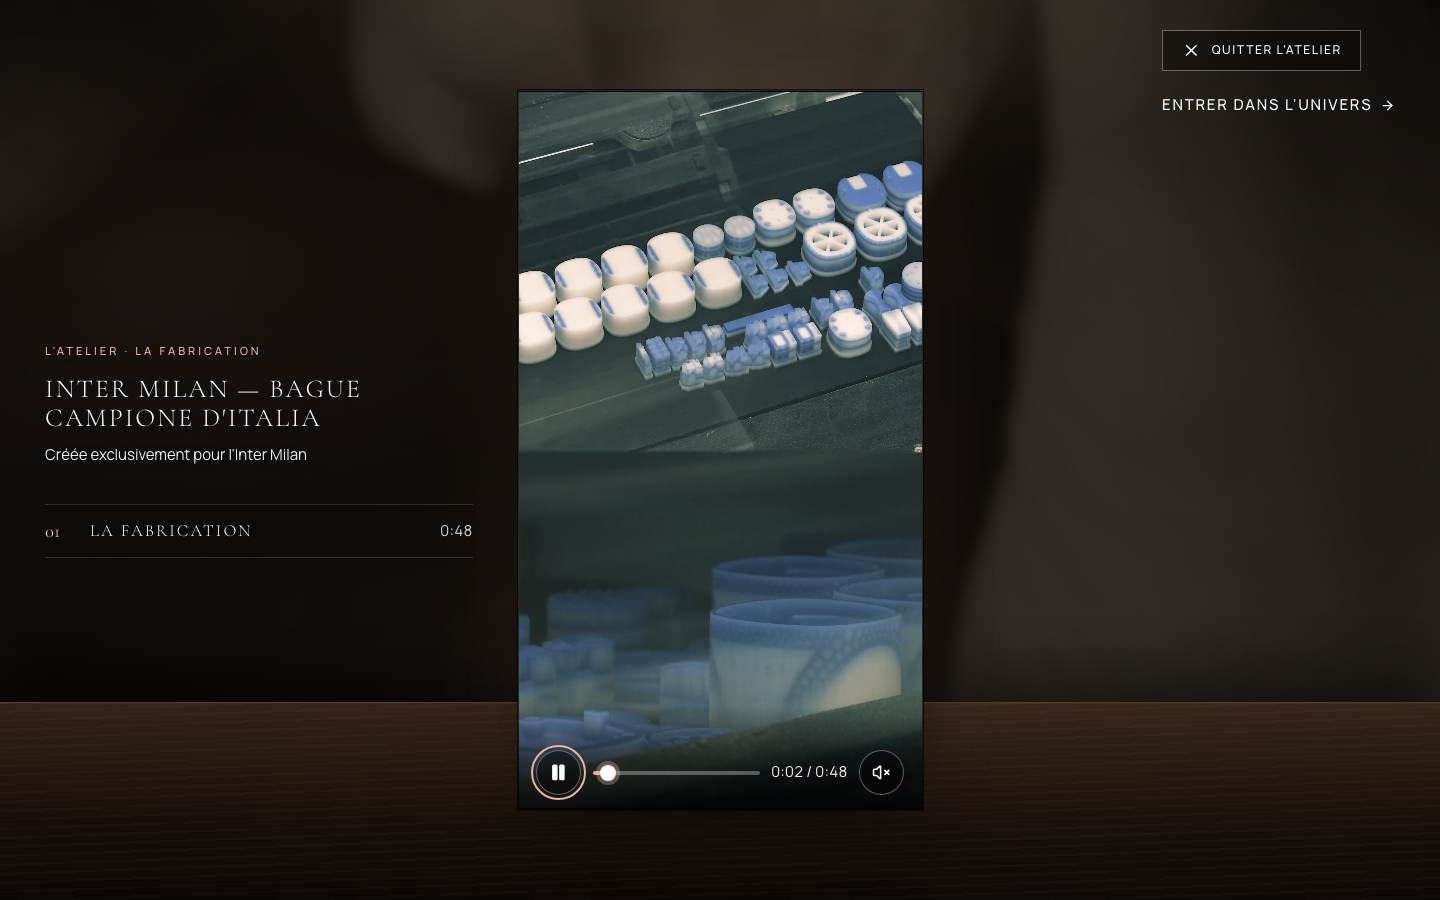 QUITTER L'ATELIER
ENTRER DANS L'UNIVERS →
L'ATELIER · LA FABRICATION
INTER MILAN — BAGUE
CAMPIONE D'ITALIA
Créée exclusivement pour l'Inter Milan
01 LA FABRICATION 0:48
0:02 / 0:48